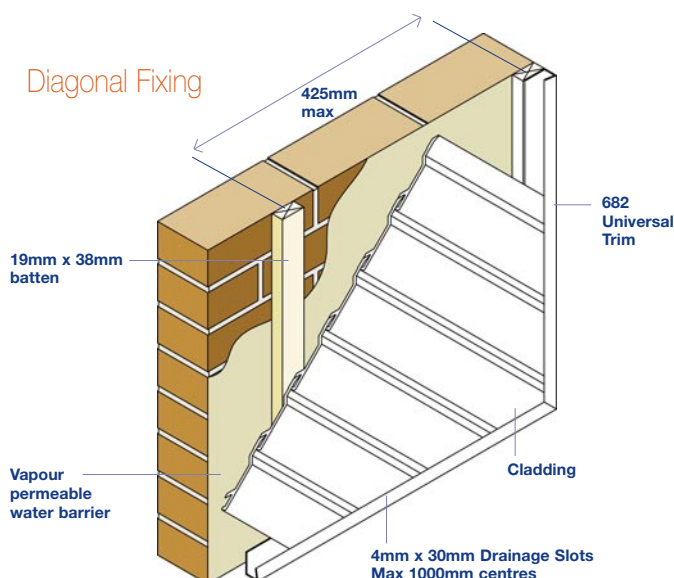 Diagonal Fixing
425mm
max
682
Universal
Trim
19mm x 38mm
batten
Vapour
permeable
water barrier
Cladding
4mm x 30mm Drainage Slots
Max 1000mm centres